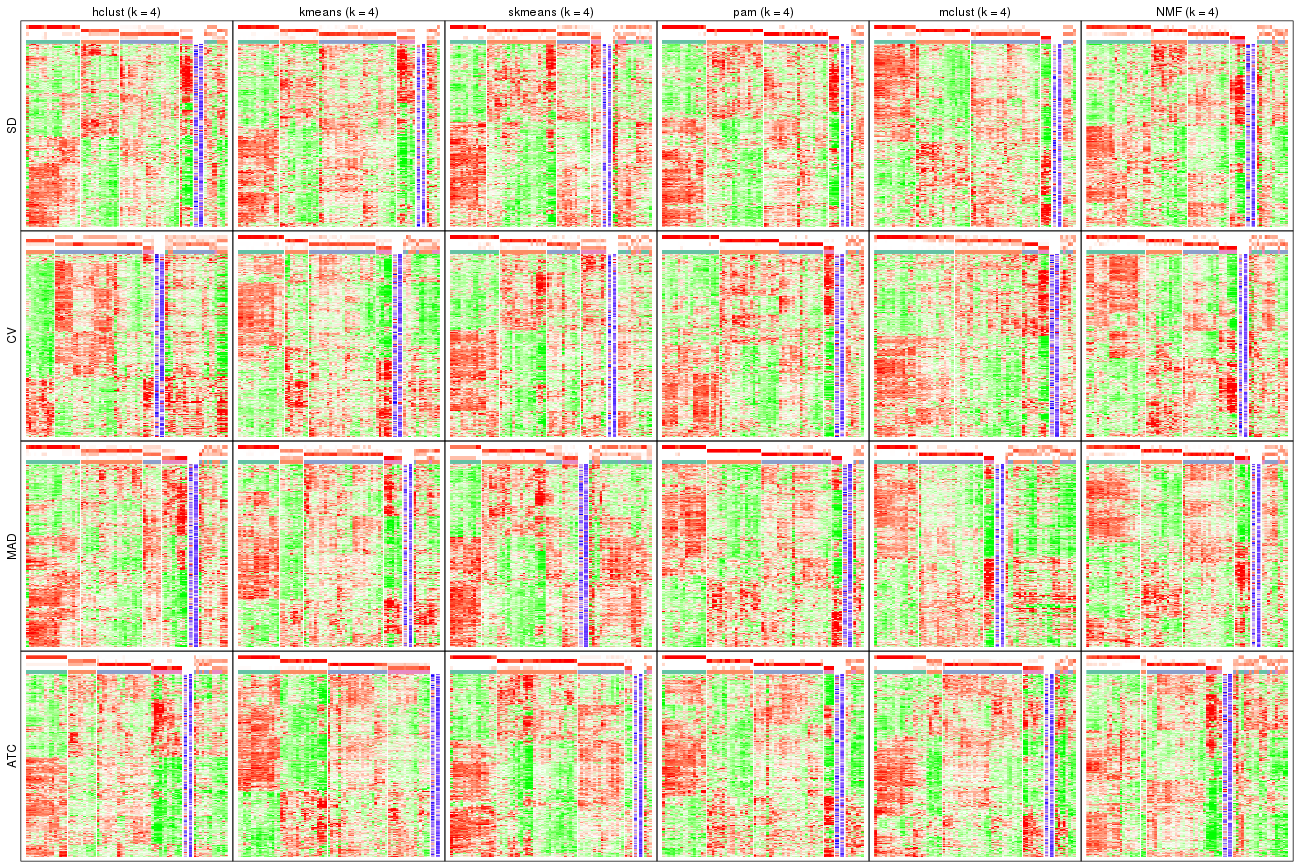 hclust (k = 4) kmeans (k = 4) skmeans (k = 4) pam (k = 4) mclust (k = 4) NMF (k = 4)
SD
CV
MAD
ATC